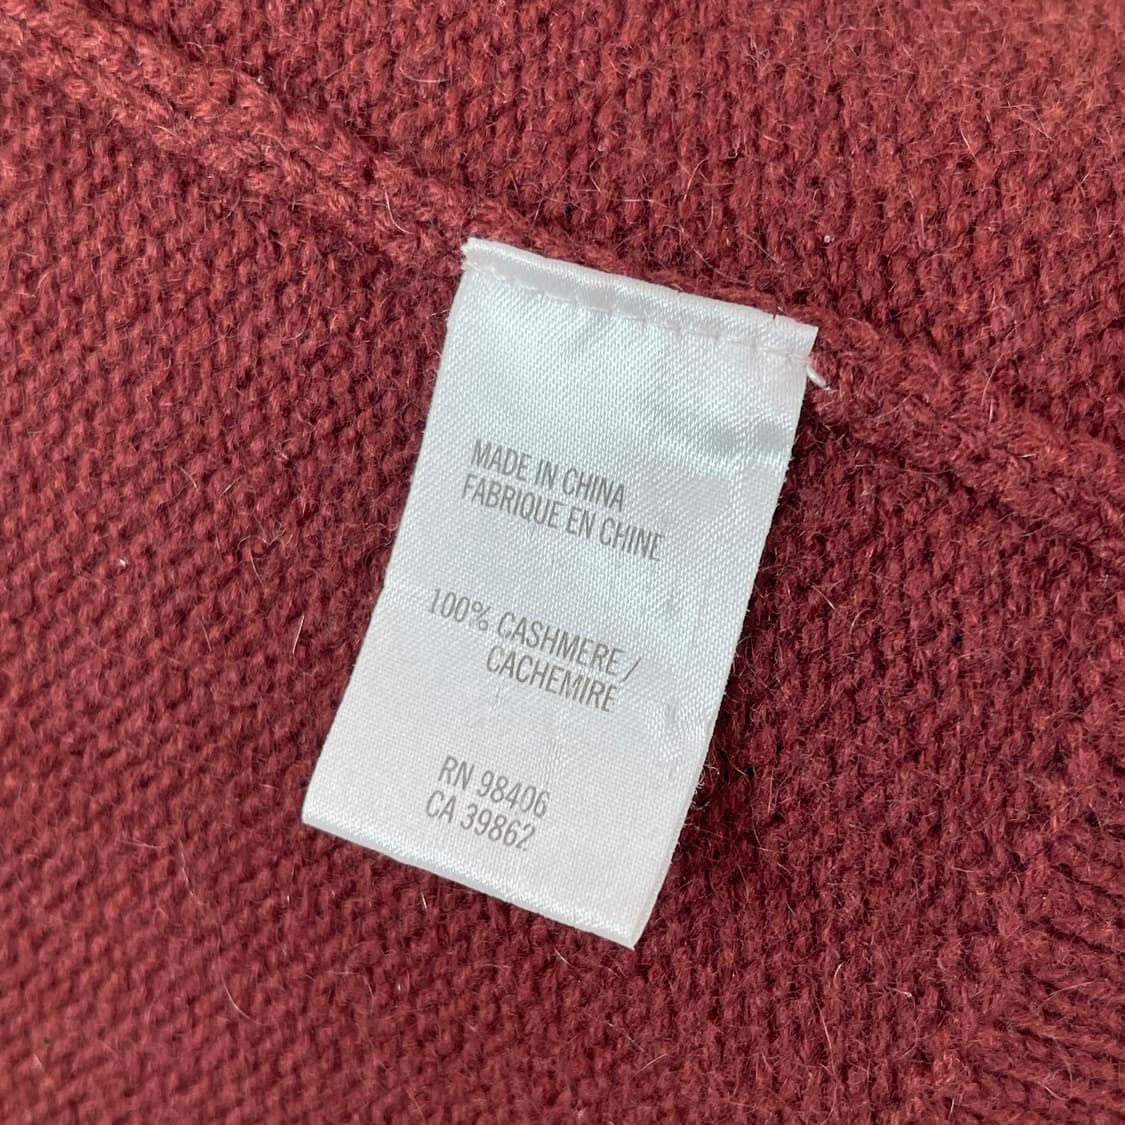 MADE IN CHINA
FABRIQUE EN CHINE
100% CASHMERE /
CACHEMIRE
RN 98406
CA 39862